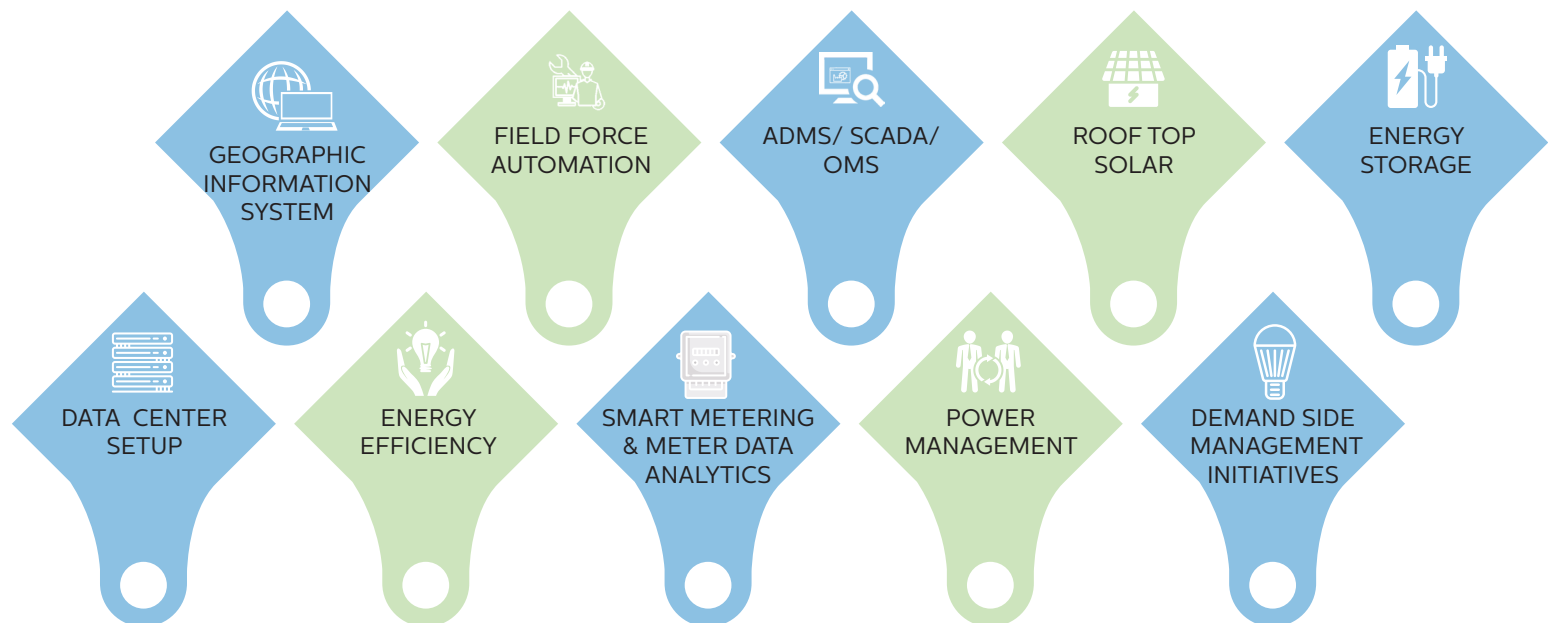 GEOGRAPHIC
INFORMATION
SYSTEM
FIELD FORCE
AUTOMATION
ADMS/ SCADA/
OMS
ROOF TOP
SOLAR
ENERGY
STORAGE
DATA  CENTER
SETUP
ENERGY
EFFICIENCY
SMART METERING
& METER DATA
ANALYTICS
POWER
MANAGEMENT
DEMAND SIDE
MANAGEMENT
INITIATIVES